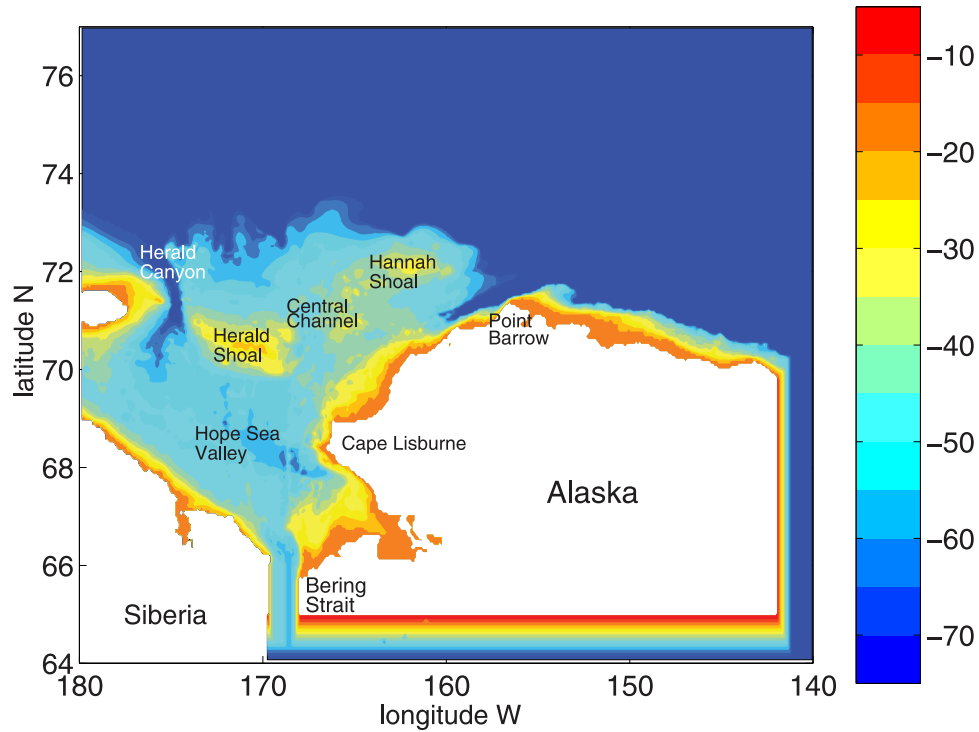 76
74
72
70
68
66
64
latitude N
180
170
160
150
140
longitude W
Herald
Canyon
Hannah
Shoal
Central
Channel
Herald
Shoal
Point
Barrow
Hope Sea
Valley
Cape Lisburne
Alaska
Bering
Strait
Siberia
−10
−20
−30
−40
−50
−60
−70